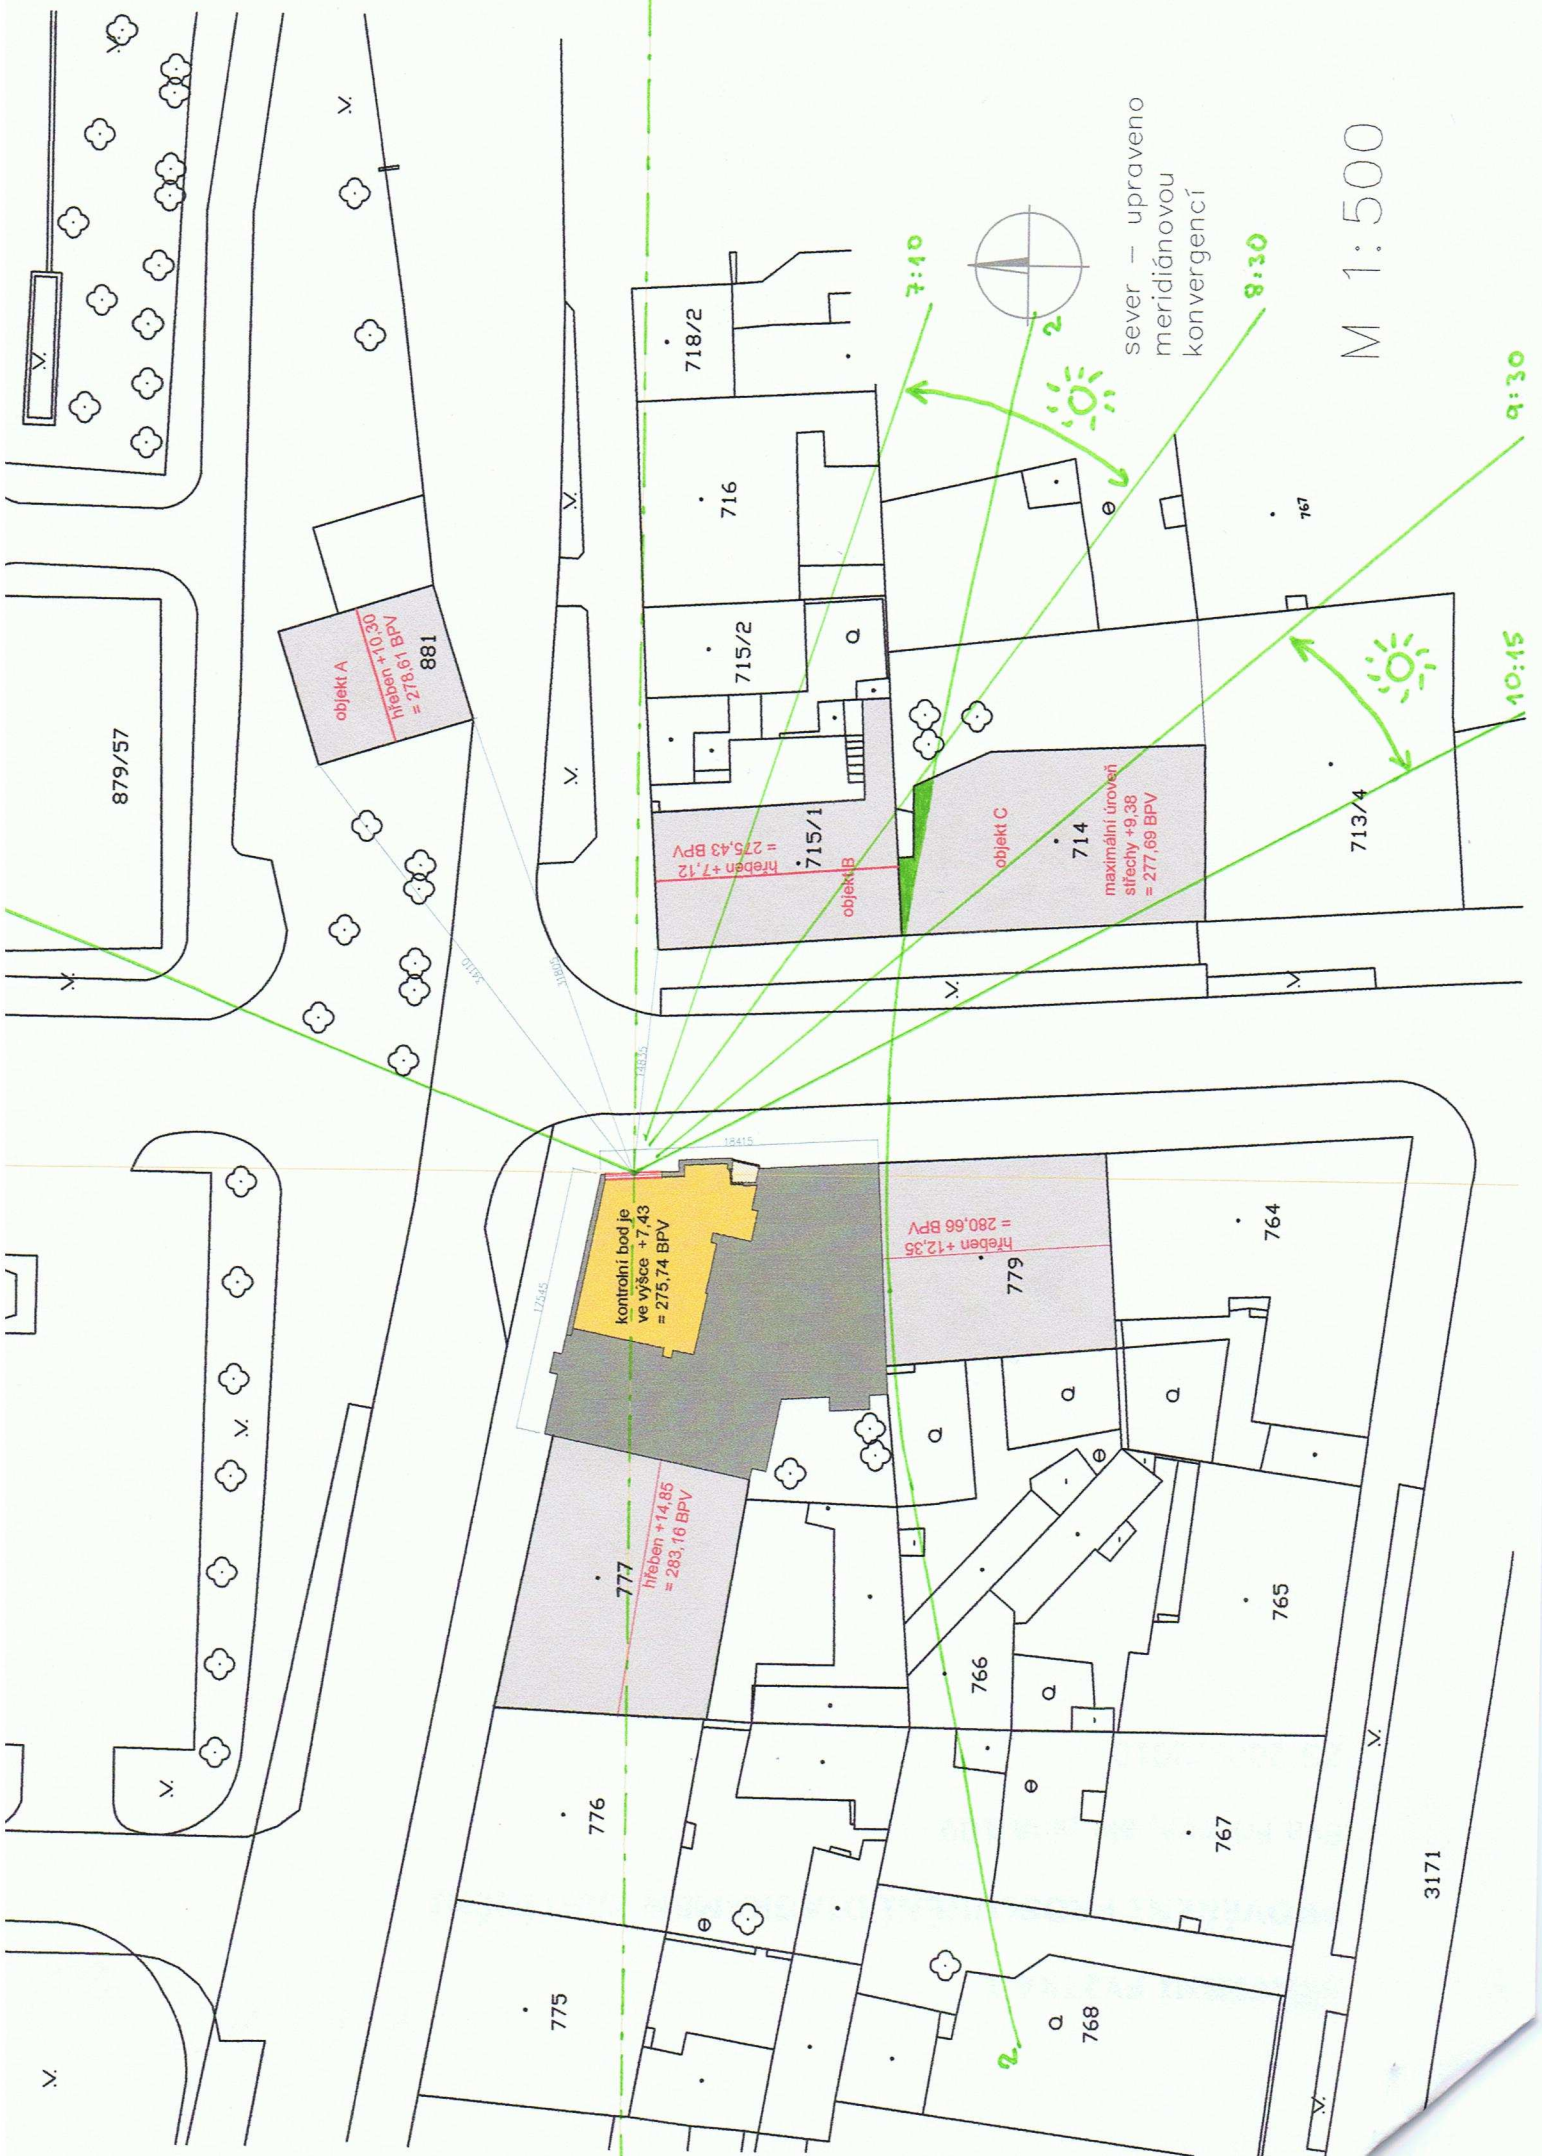 879/57
objekt A
hřeben +10,30
= 278,61 BPV
881
34110
31805
14835
18415
17545
718/2
716
715/2
hřeben +7,12
= 275,43 BPV
715/1
objekt B
objekt C
714
maximální úroveň
střechy +9,38
= 277,69 BPV
713/4
767
7:10
2
8:30
9:30
10:15
sever – upraveno
meridiánovou
konvergencí
M 1:500
kontrolní bod je
ve výšce +7,43
= 275,74 BPV
hřeben +12,35
= 280,66 BPV
779
764
777
hřeben +14,85
= 283,16 BPV
766
765
776
767
3171
775
768
2